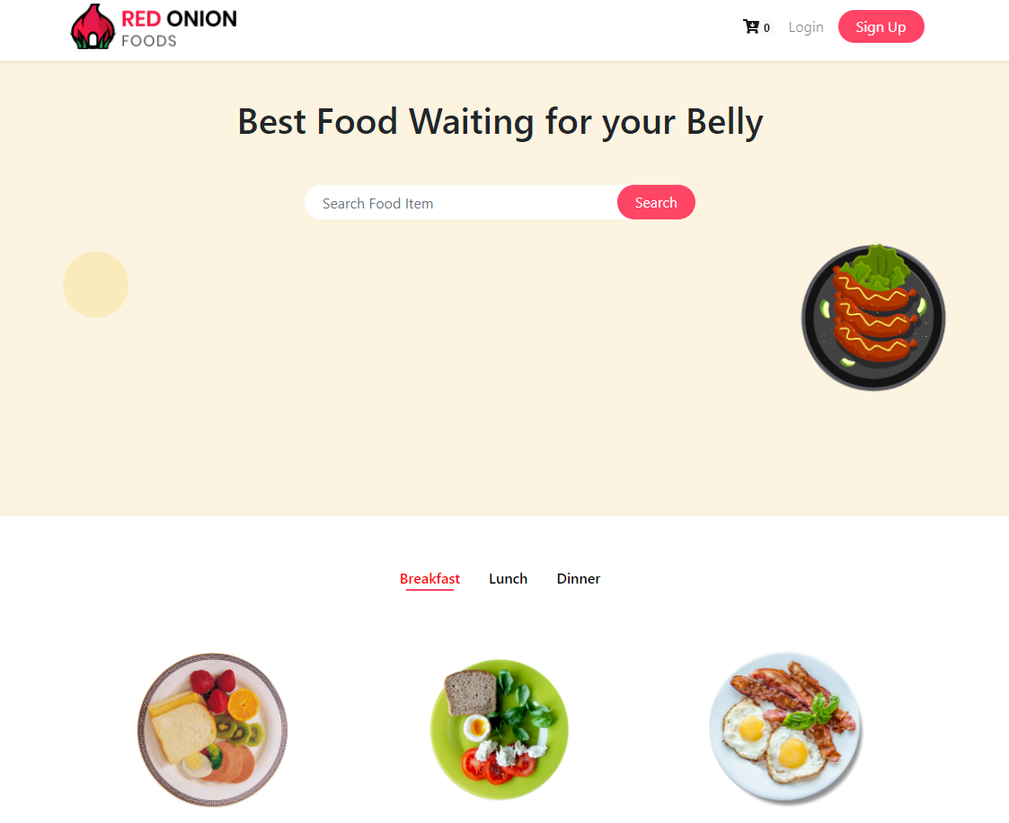 RED ONION
FOODS
0
Login
Sign Up
Best Food Waiting for your Belly
Search Food Item
Search
Breakfast
Lunch
Dinner